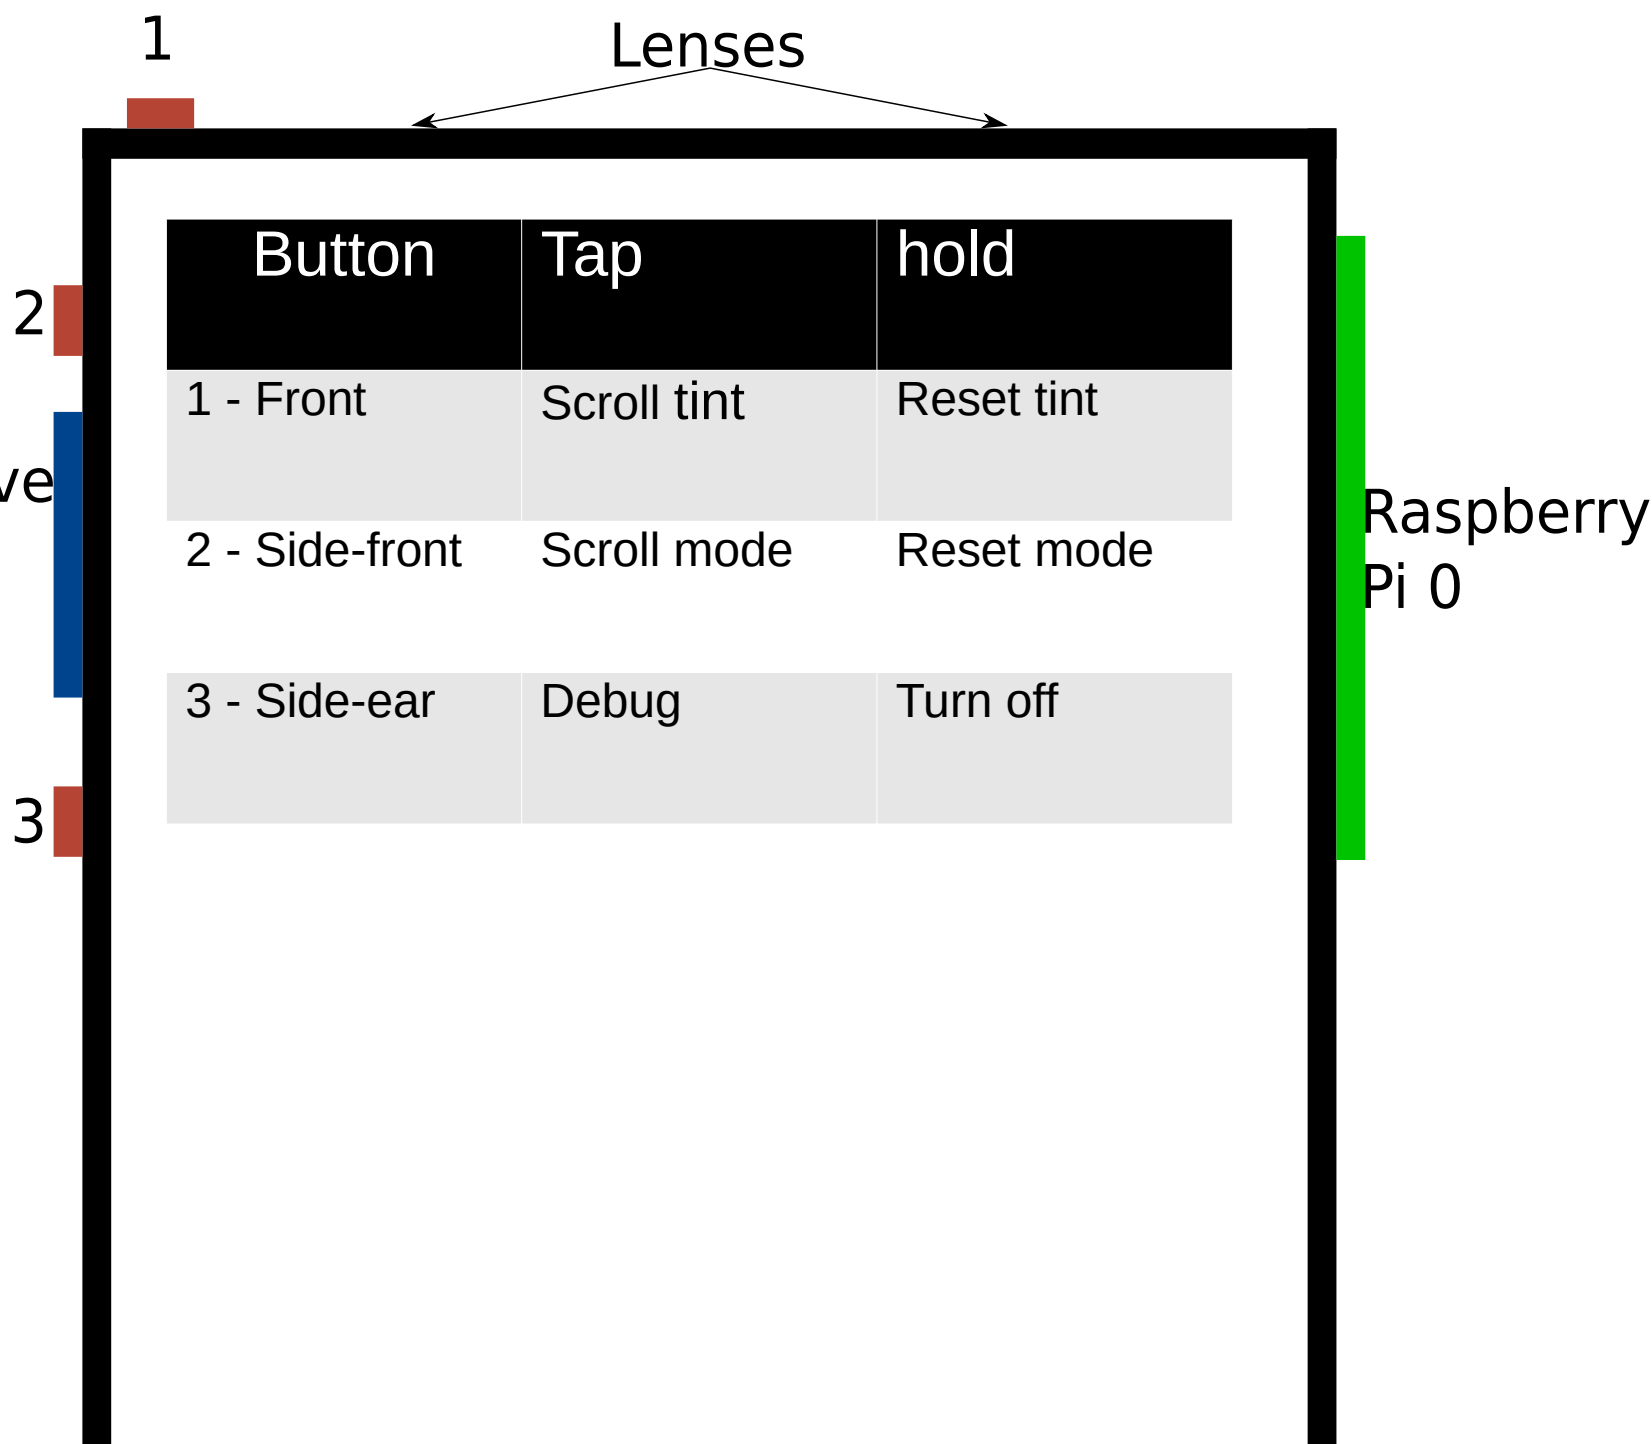 1
Lenses
Button Tap hold
2
1 - Front Scroll tint Reset tint
ve
Raspberry
Pi 0
2 - Side-front Scroll mode Reset mode
3 - Side-ear Debug Turn off
3